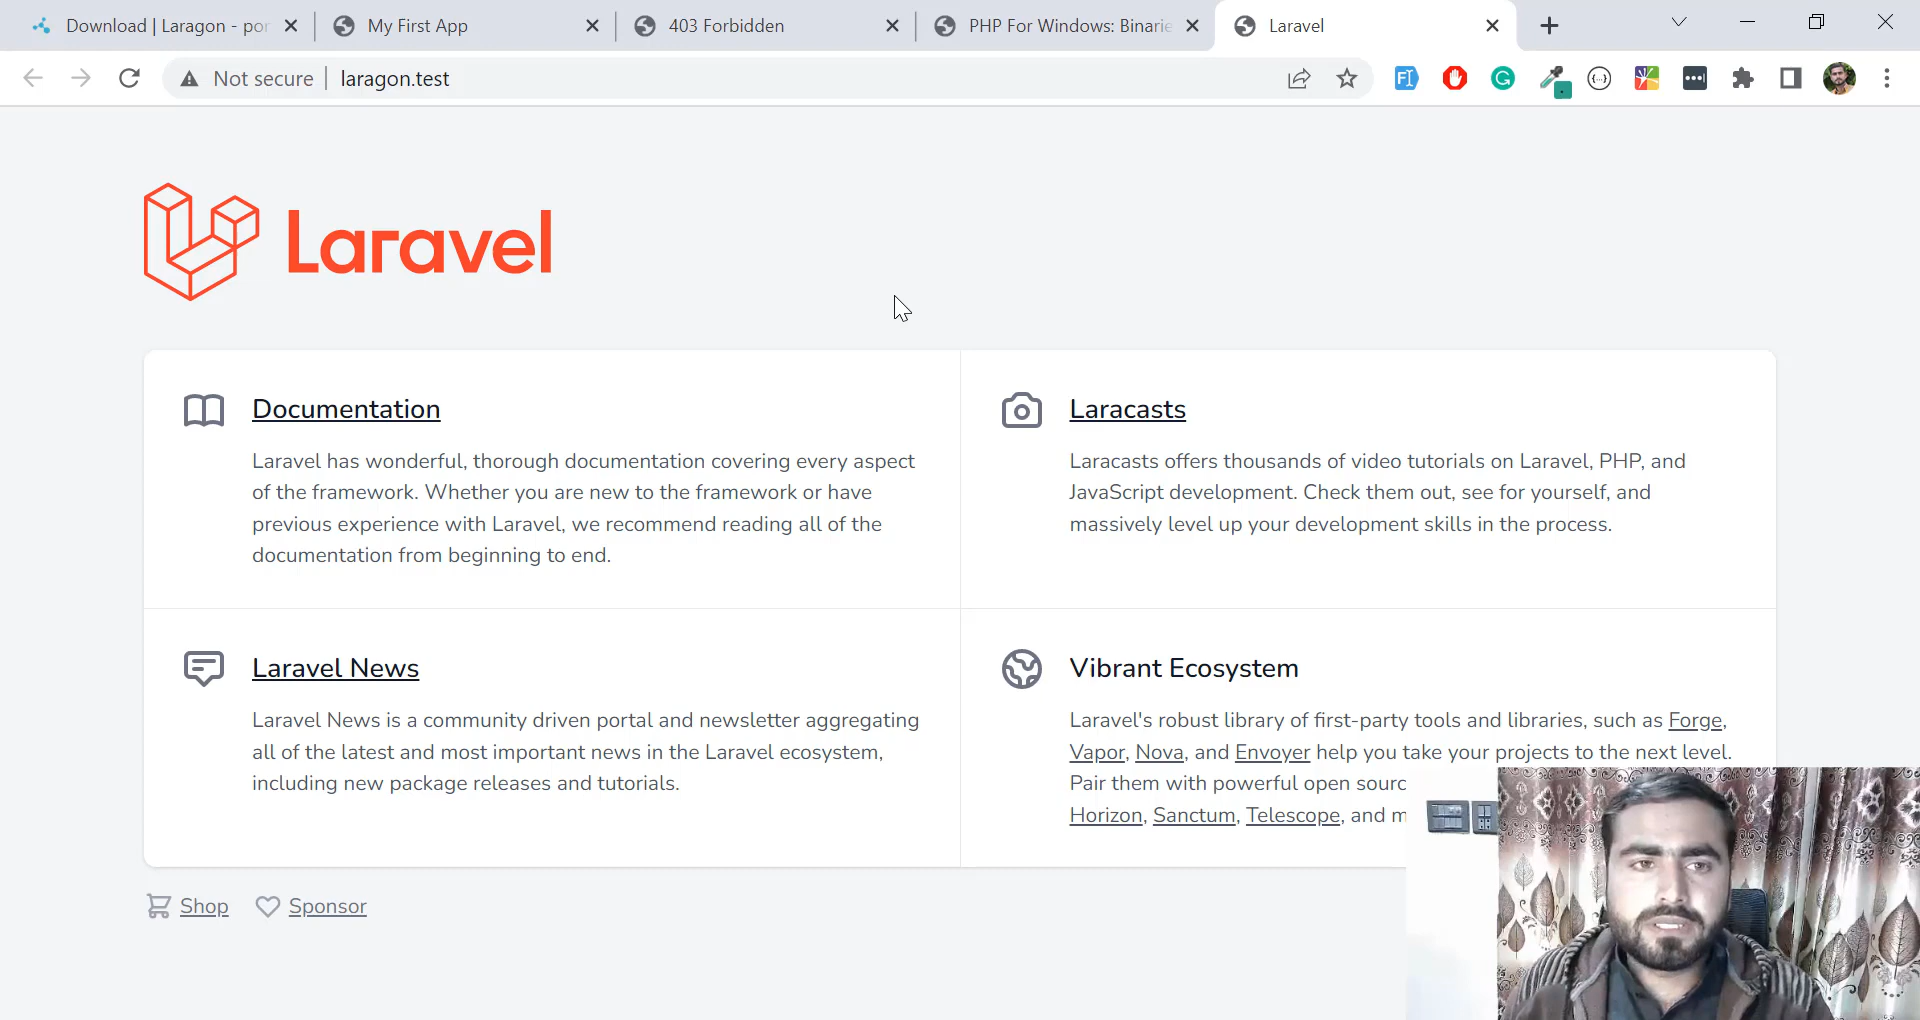 Download | Laragon - por
My First App
403 Forbidden
PHP For Windows: Binarie
Laravel
Not secure
laragon.test
Laravel
Documentation
Laravel has wonderful, thorough documentation covering every aspect
of the framework. Whether you are new to the framework or have
previous experience with Laravel, we recommend reading all of the
documentation from beginning to end.
Laracasts
Laracasts offers thousands of video tutorials on Laravel, PHP, and
JavaScript development. Check them out, see for yourself, and
massively level up your development skills in the process.
Laravel News
Laravel News is a community driven portal and newsletter aggregating
all of the latest and most important news in the Laravel ecosystem,
including new package releases and tutorials.
Vibrant Ecosystem
Laravel's robust library of first-party tools and libraries, such as Forge,
Vapor, Nova, and Envoyer help you take your projects to the next level.
Pair them with powerful open sourc
Horizon, Sanctum, Telescope, and m
Shop
Sponsor